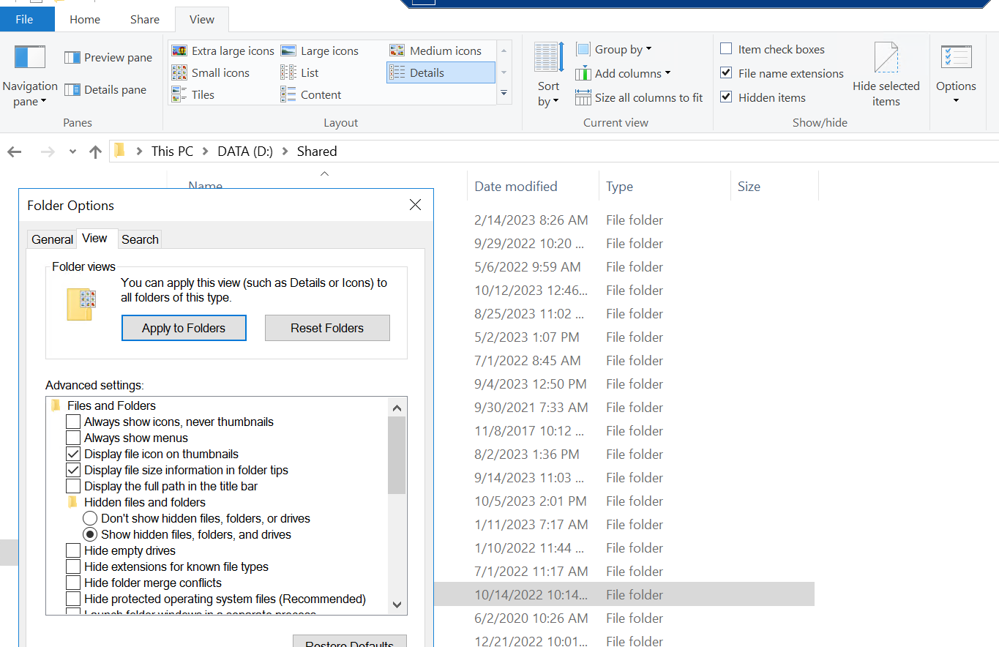 File Home Share View
Extra large icons Large icons Medium icons
Preview pane
Small icons List Details
Details pane
Tiles Content
Navigation
pane
Panes
Layout
Sort
by
Group by
Add columns
Size all columns to fit
Current view
Item check boxes
File name extensions
Hidden items
Hide selected
items
Show/hide
Options
This PC > DATA (D:) > Shared
Name Date modified Type Size
Folder Options
General View Search
Folder views
You can apply this view (such as Details or Icons) to
all folders of this type.
Apply to Folders Reset Folders
Advanced settings:
Files and Folders
Always show icons, never thumbnails
Always show menus
Display file icon on thumbnails
Display file size information in folder tips
Display the full path in the title bar
Hidden files and folders
Don't show hidden files, folders, or drives
Show hidden files, folders, and drives
Hide empty drives
Hide extensions for known file types
Hide folder merge conflicts
Hide protected operating system files (Recommended)
Launch folder windows in a separate process
Restore Defaults
2/14/2023 8:26 AM File folder
9/29/2022 10:20 ... File folder
5/6/2022 9:59 AM File folder
10/12/2023 12:46... File folder
8/25/2023 11:02 ... File folder
5/2/2023 1:07 PM File folder
7/1/2022 8:45 AM File folder
9/4/2023 12:50 PM File folder
9/30/2021 7:33 AM File folder
11/8/2017 10:12 ... File folder
8/2/2023 1:36 PM File folder
9/14/2023 11:03 ... File folder
10/5/2023 2:01 PM File folder
1/11/2023 7:17 AM File folder
1/10/2022 11:44 ... File folder
7/1/2022 11:17 AM File folder
10/14/2022 10:14... File folder
6/2/2020 10:26 AM File folder
12/21/2022 10:01... File folder